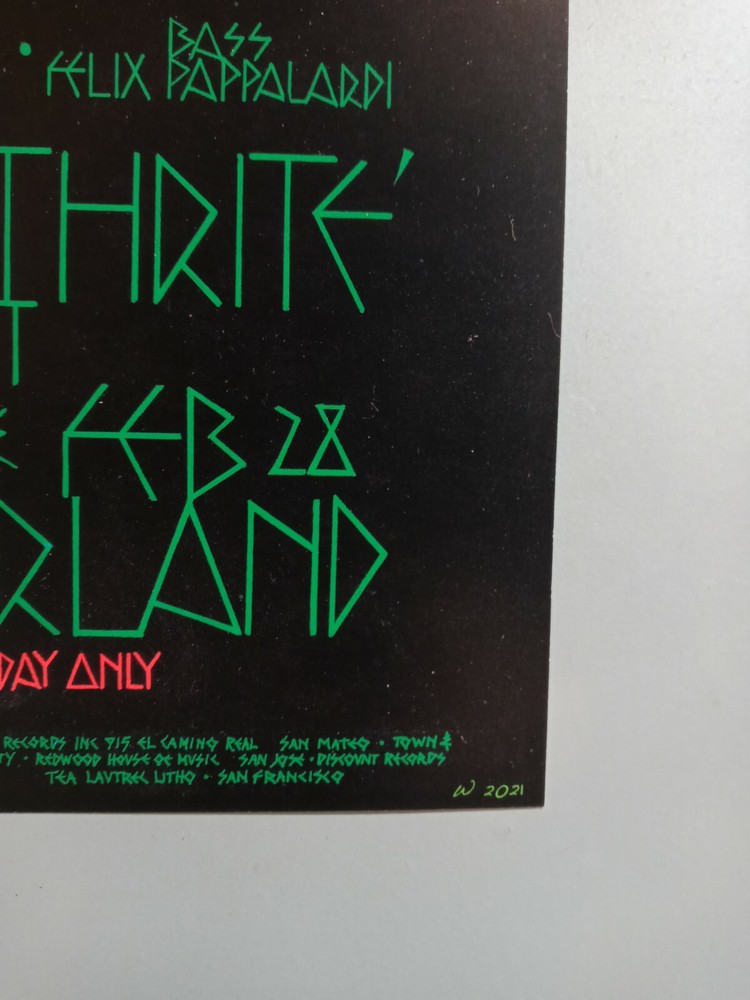 BASS
• FELIX PAPPALARDI
THRITE'
T
E FEB 28
RLAND
DAY ONLY
RECORDS INC 915 EL CAMINO REAL SAN MATEO • TOWN &
TY • REDWOOD HOUSE OF MUSIC SAN JOSE • DISCOUNT RECORDS
TEA LAUTREC LITHO • SAN FRANCISCO
W 2021